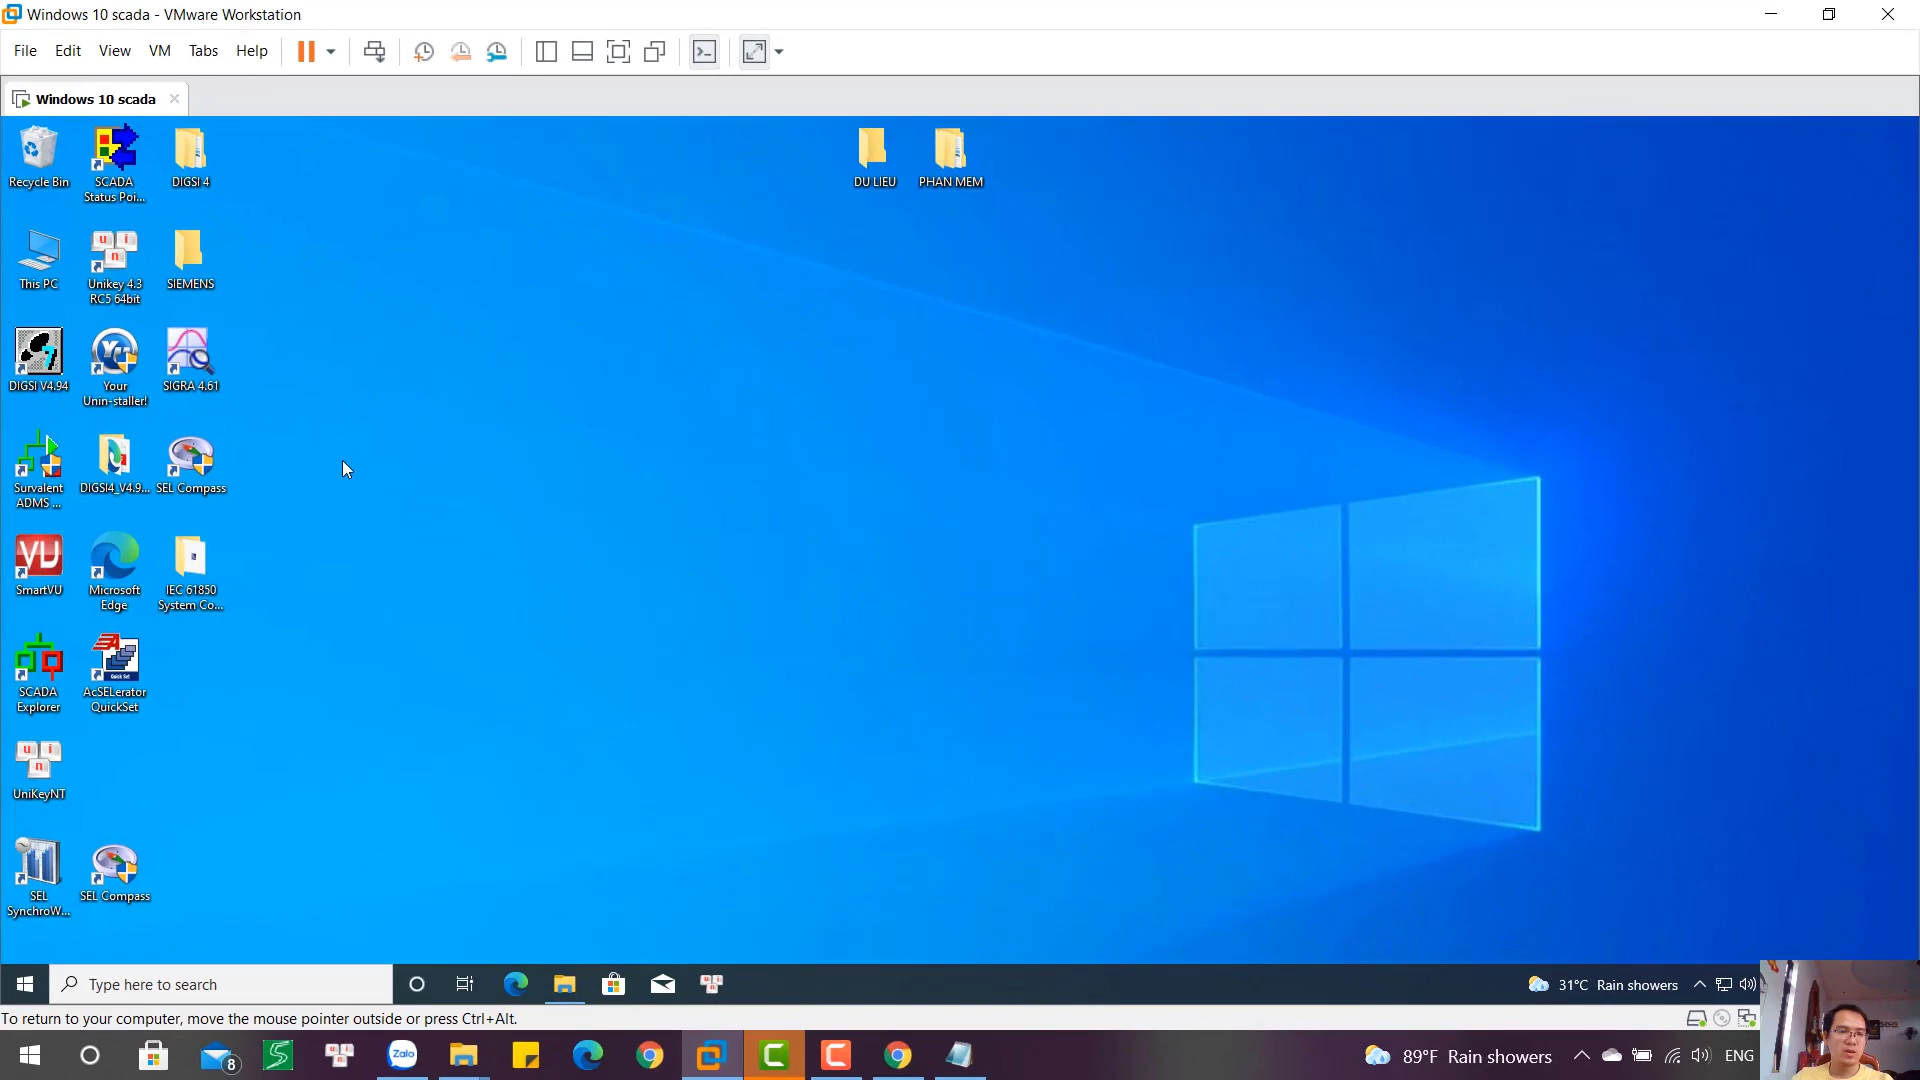 Windows 10 scada - VMware Workstation
File Edit View VM Tabs Help
Windows 10 scada
Recycle Bin
SCADA
Status Poi...
DIGSI 4
DU LIEU
PHAN MEM
This PC
Unikey 4.3
RC5 64bit
SIEMENS
DIGSI V4.94
Your
Unin-staller!
SIGRA 4.61
Survalent
ADMS ...
DIGSI4_V4.9...
SEL Compass
SmartVU
Microsoft
Edge
IEC 61850
System Co...
SCADA
Explorer
AcSELerator
QuickSet
UniKeyNT
SEL
SynchroW...
SEL Compass
Type here to search
31°C Rain showers
To return to your computer, move the mouse pointer outside or press Ctrl+Alt.
8
Zalo
89°F Rain showers
ENG